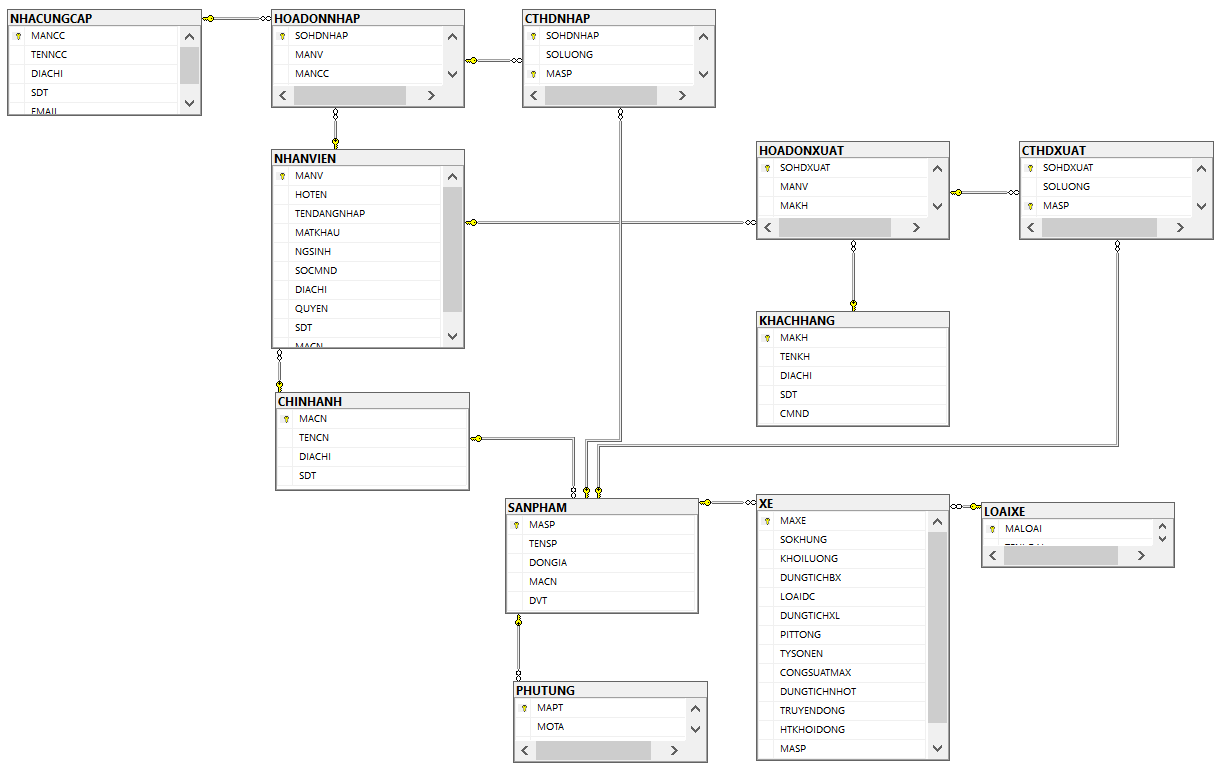 NHACUNGCAP
MANCC
TENNCC
DIACHI
SDT
EMAIL
HOADONNHAP
SOHDNHAP
MANV
MANCC
CTHDNHAP
SOHDNHAP
SOLUONG
MASP
NHANVIEN
MANV
HOTEN
TENDANGNHAP
MATKHAU
NGSINH
SOCMND
DIACHI
QUYEN
SDT
MACN
HOADONXUAT
SOHDXUAT
MANV
MAKH
CTHDXUAT
SOHDXUAT
SOLUONG
MASP
KHACHHANG
MAKH
TENKH
DIACHI
SDT
CMND
CHINHANH
MACN
TENCN
DIACHI
SDT
SANPHAM
MASP
TENSP
DONGIA
MACN
DVT
XE
MAXE
SOKHUNG
KHOILUONG
DUNGTICHBX
LOAIDC
DUNGTICHXL
PITTONG
TYSONEN
CONGSUATMAX
DUNGTICHNHOT
TRUYENDONG
HTKHOIDONG
MASP
LOAIXE
MALOAI
PHUTUNG
MAPT
MOTA